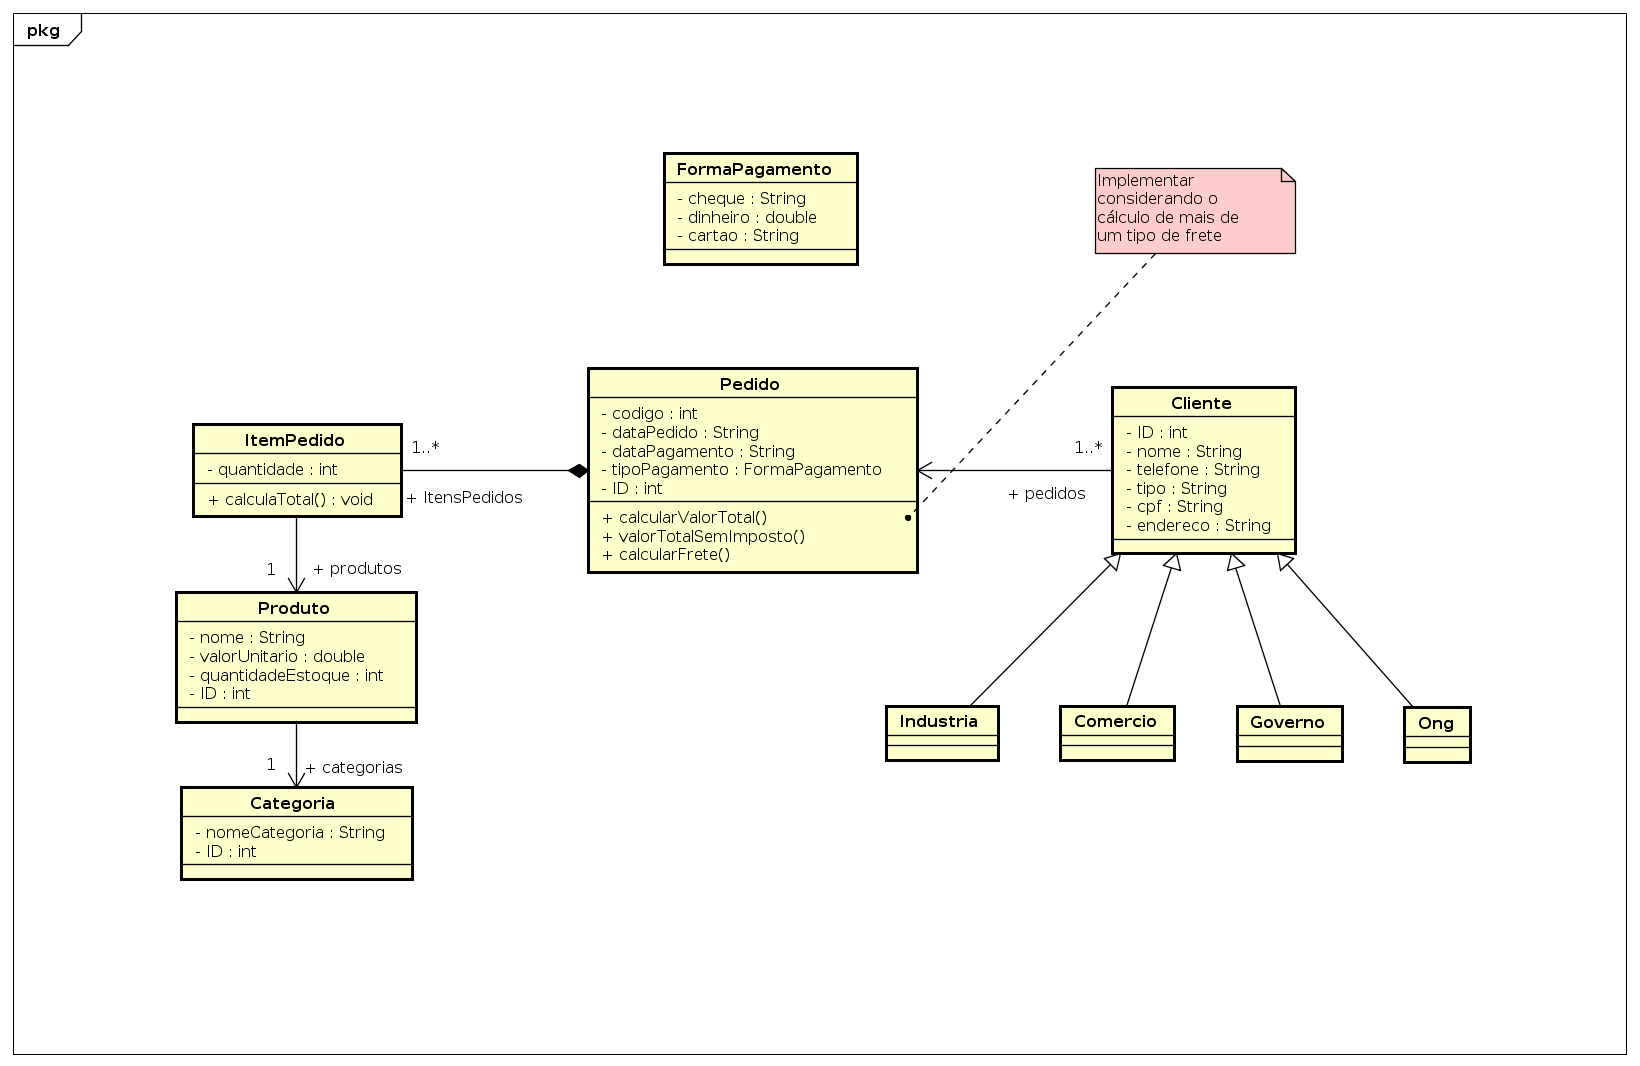 pkg
FormaPagamento
- cheque : String
- dinheiro : double
- cartao : String
Implementar
considerando o
cálculo de mais de
um tipo de frete
Pedido
- codigo : int
- dataPedido : String
- dataPagamento : String
- tipoPagamento : FormaPagamento
- ID : int
+ calcularValorTotal()
+ valorTotalSemImposto()
+ calcularFrete()
Cliente
- ID : int
- nome : String
- telefone : String
- tipo : String
- cpf : String
- endereco : String
1..*
+ pedidos
ItemPedido
- quantidade : int
+ calculaTotal() : void
1..*
+ ItensPedidos
1
+ produtos
Produto
- nome : String
- valorUnitario : double
- quantidadeEstoque : int
- ID : int
1
+ categorias
Categoria
- nomeCategoria : String
- ID : int
Industria
Comercio
Governo
Ong